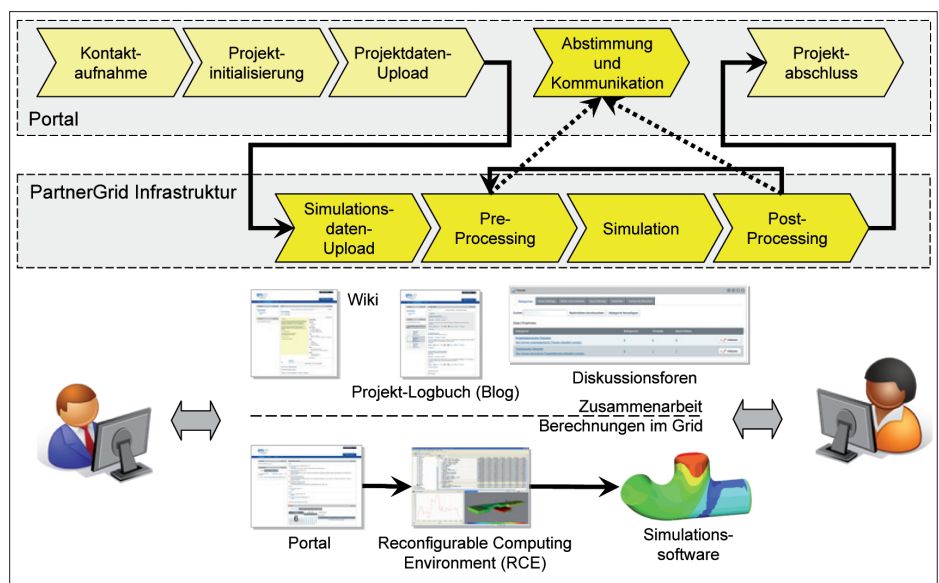 Kontakt-
aufnahme
Projekt-
initialisierung
Projektdaten-
Upload
Abstimmung
und
Kommunikation
Projekt-
abschluss
Portal
PartnerGrid Infrastruktur
Simulations-
daten-
Upload
Pre-
Processing
Simulation
Post-
Processing
Wiki
Projekt-Logbuch (Blog)
Diskussionsforen
Zusammenarbeit
Berechnungen im Grid
Portal
Reconfigurable Computing
Environment (RCE)
Simulations-
software